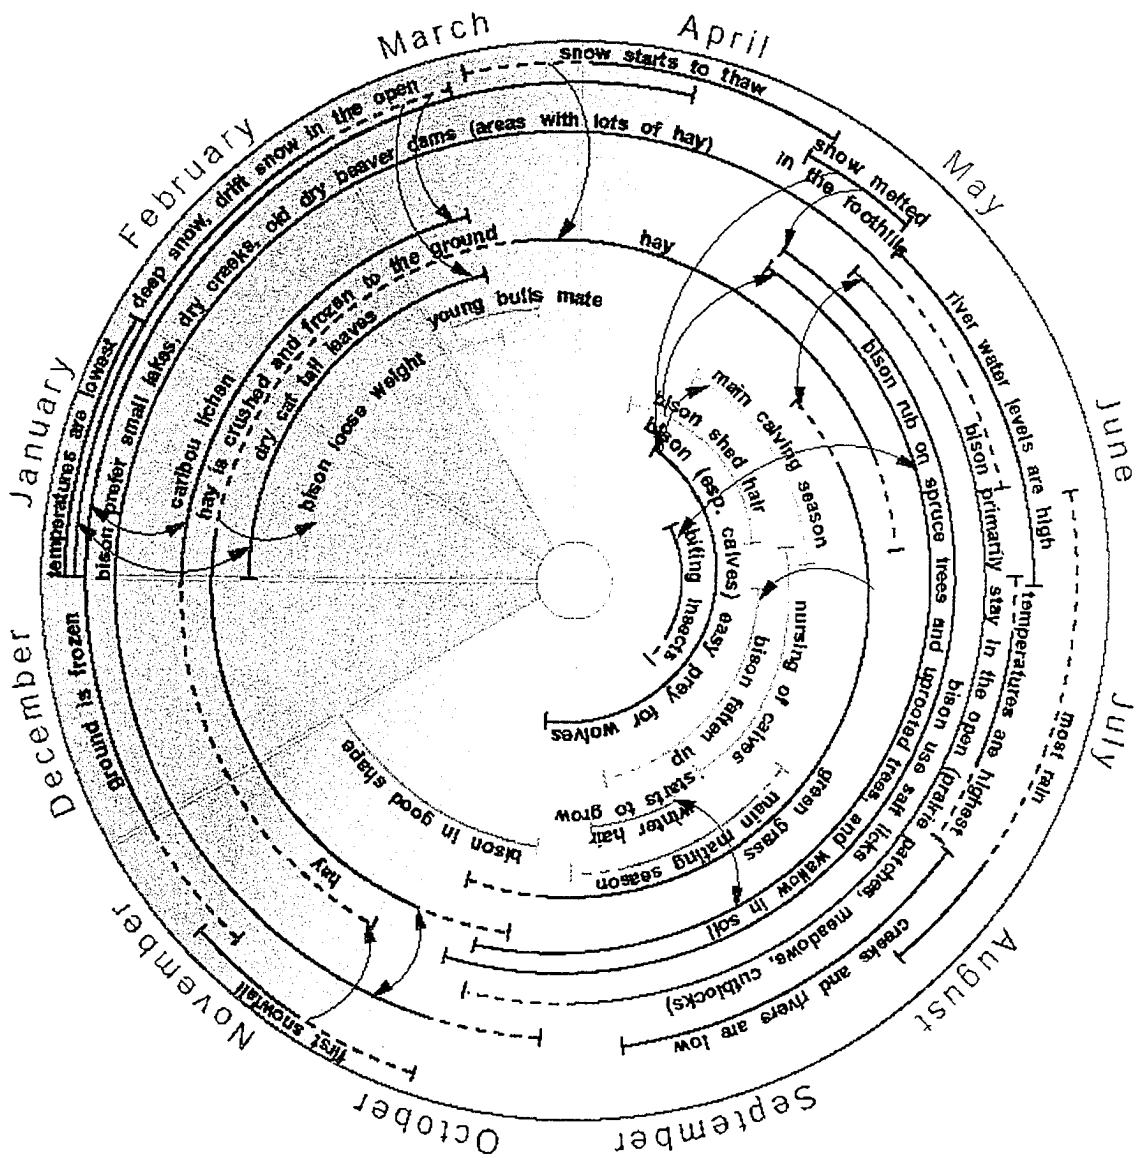 January
February
March
April
May
June
July
August
September
October
November
December
snow starts to thaw
snow melted
in the foothills
river water levels are high
most rain
temperatures are highest
creeks and rivers are low
first snowfall
ground is frozen
temperatures are lowest
deep snow, drift snow in the open
bison prefer small lakes, dry creeks, old dry beaver dams (areas with lots of hay)
bison primarily stay in the open (prairie patches, meadows, cutblocks)
bison use salt licks
bison rub on spruce trees and uprooted trees, and wallow in soil
caribou lichen
hay is crushed and frozen to the ground
dry cat tail leaves
hay
green grass
hay
bison loose weight
young bulls mate
main calving season
bison shed hair
bison (esp. calves) easy prey for wolves
biting insects
nursing of calves
bison fatten up
winter hair
starts to grow
main mating season
bison in good shape